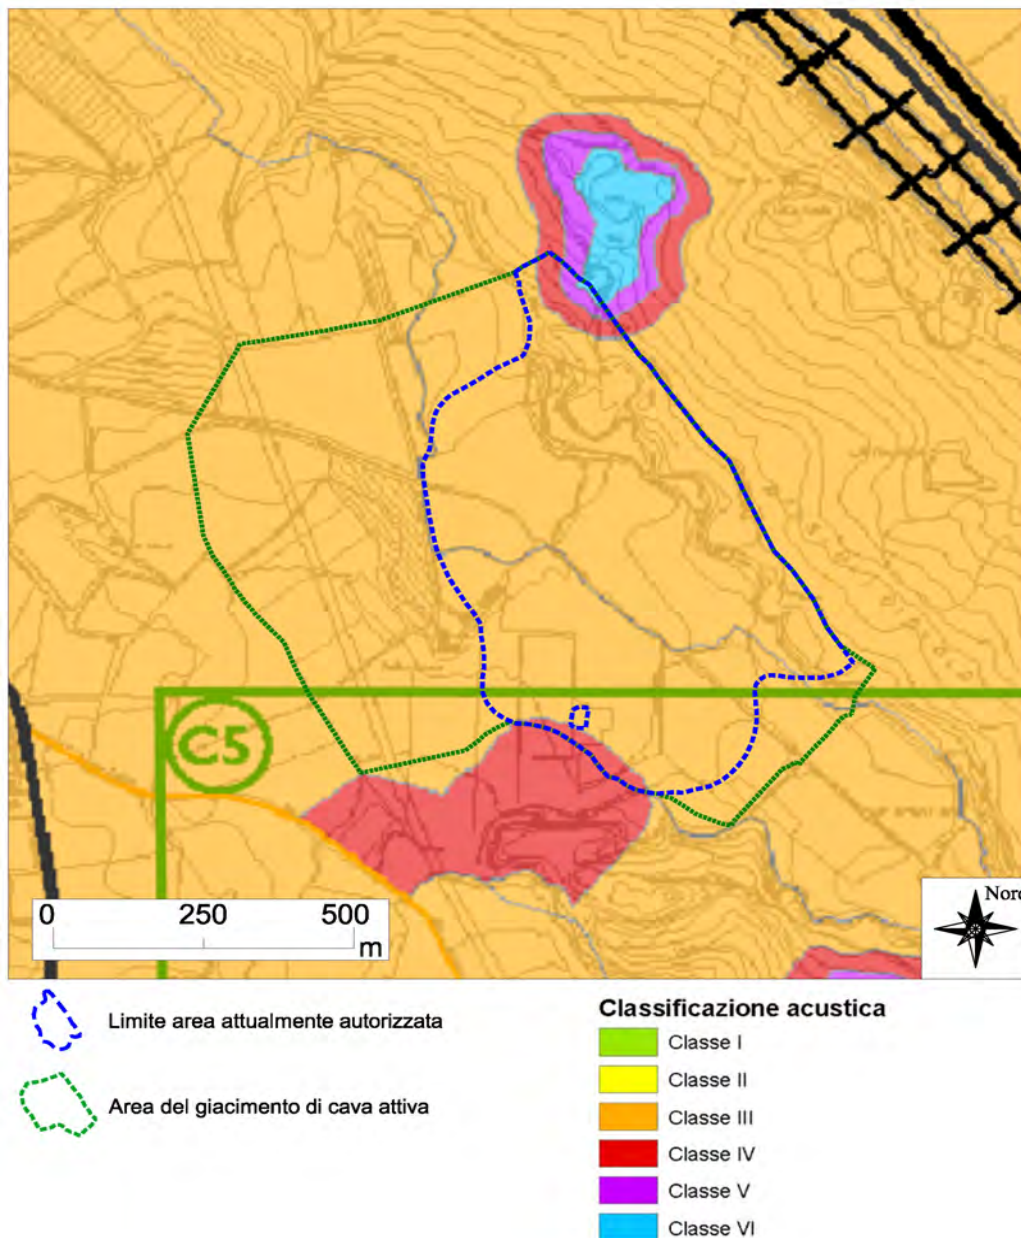 C5
Nord
0 250 500
m
Limite area attualmente autorizzata
Area del giacimento di cava attiva
Classificazione acustica
Classe I
Classe II
Classe III
Classe IV
Classe V
Classe VI